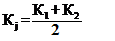 Kj = (K1 + K2) / 2